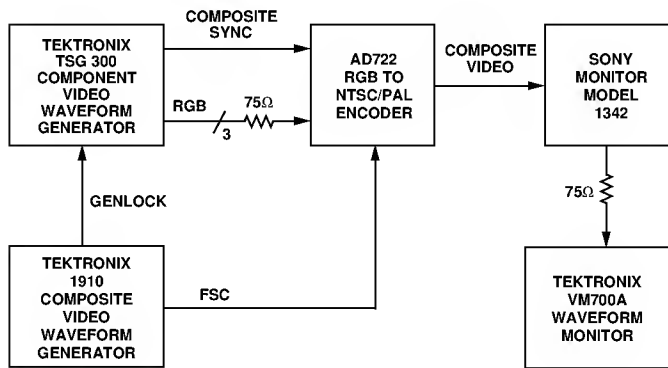 TEKTRONIX
TSG 300
COMPONENT
VIDEO
WAVEFORM
GENERATOR
COMPOSITE
SYNC
RGB
3
75Ω
AD722
RGB TO
NTSC/PAL
ENCODER
COMPOSITE
VIDEO
SONY
MONITOR
MODEL
1342
75Ω
GENLOCK
TEKTRONIX
1910
COMPOSITE
VIDEO
WAVEFORM
GENERATOR
FSC
TEKTRONIX
VM700A
WAVEFORM
MONITOR